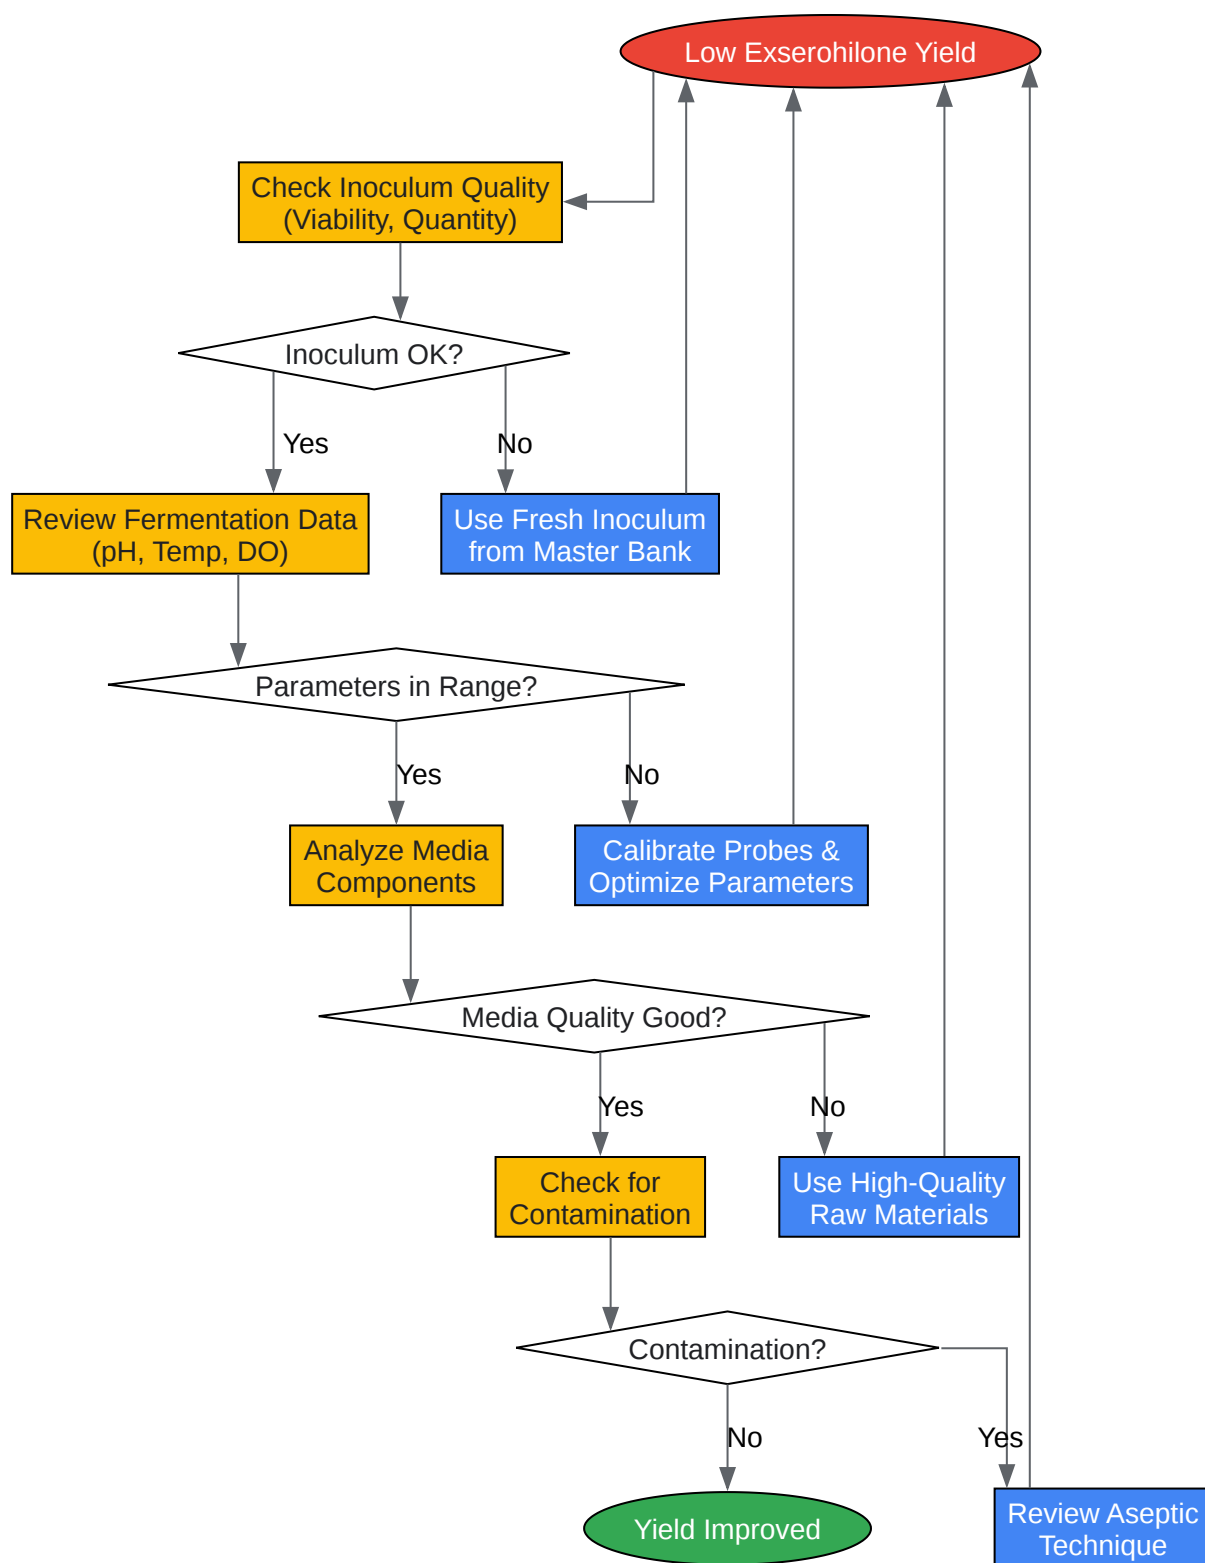 Low Exserohilone Yield
Check Inoculum Quality
(Viability, Quantity)
Inoculum OK?
Yes
No
Review Fermentation Data
(pH, Temp, DO)
Use Fresh Inoculum
from Master Bank
Parameters in Range?
Yes
No
Analyze Media
Components
Calibrate Probes &
Optimize Parameters
Media Quality Good?
Yes
No
Check for
Contamination
Use High-Quality
Raw Materials
Contamination?
No
Yes
Yield Improved
Review Aseptic
Technique